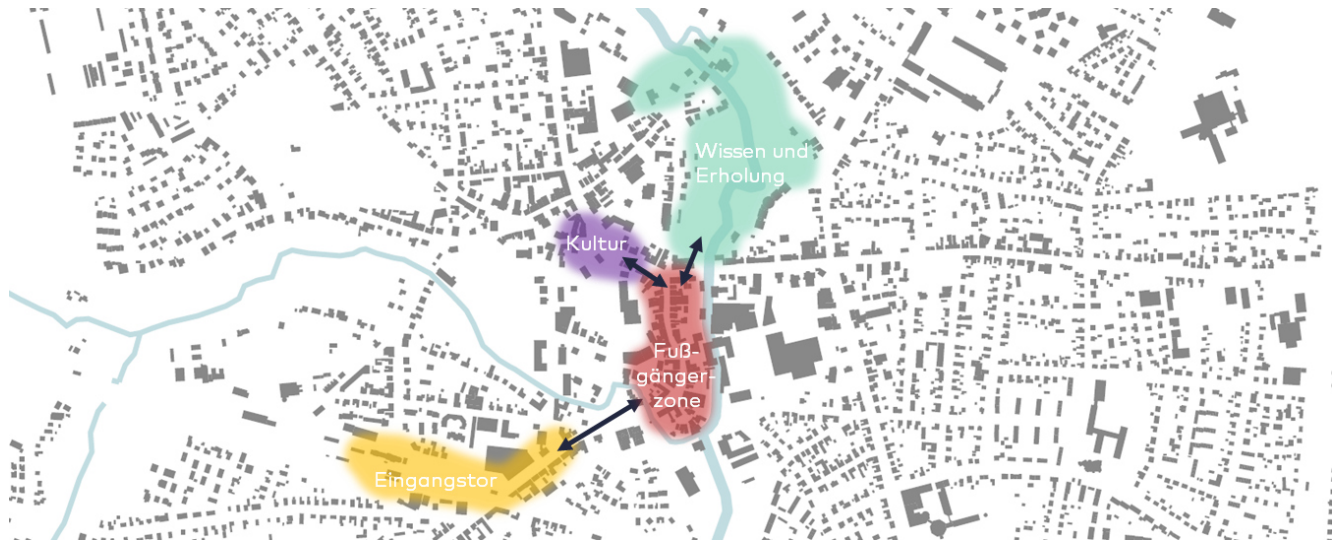 Wissen und
Erholung
Kultur
Fuß-
gänger-
zone
Eingangstor